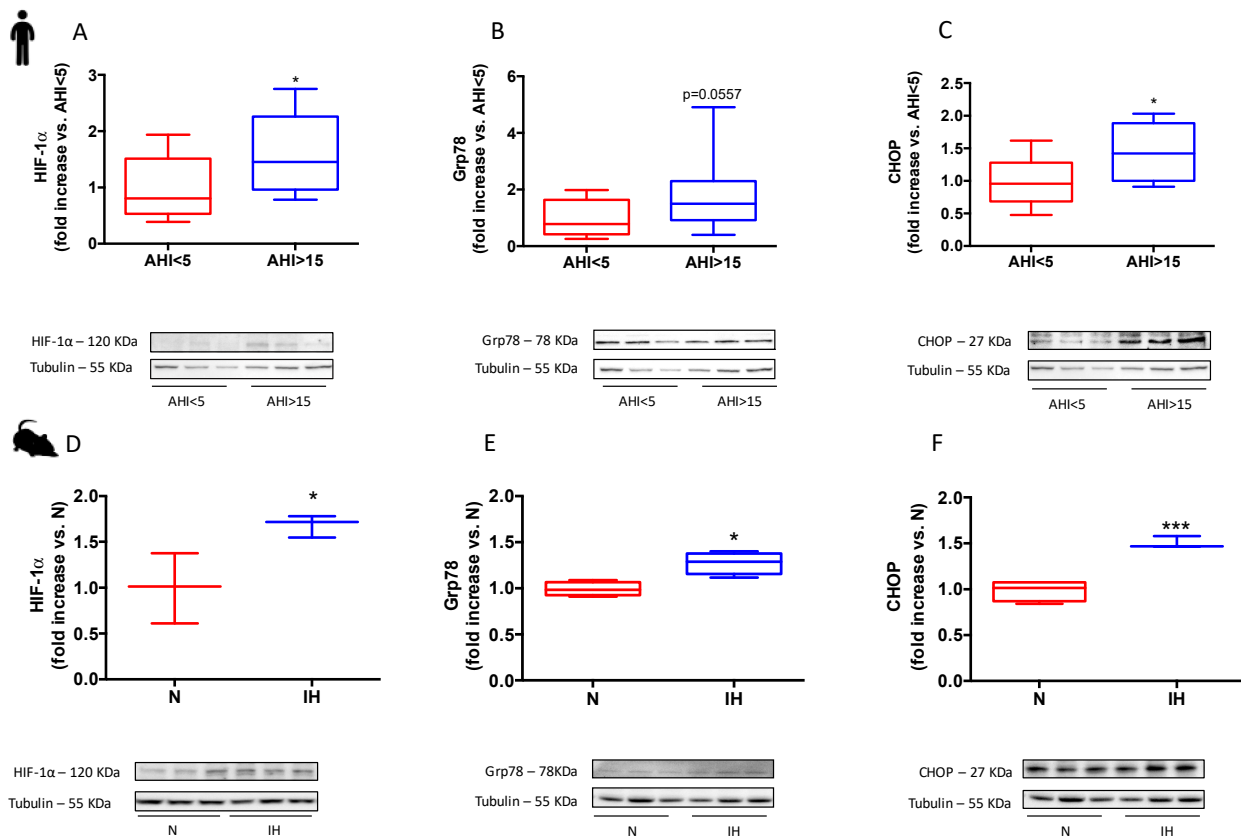 A
HIF-1α
(fold increase vs. AHI<5)
3
2
1
0
*
AHI<5
AHI>15
HIF-1α – 120 KDa
Tubulin – 55 KDa
AHI<5
AHI>15
B
Grp78
(fold increase vs. AHI<5)
6
4
2
0
p=0.0557
AHI<5
AHI>15
Grp78 – 78 KDa
Tubulin – 55 KDa
AHI<5
AHI>15
C
CHOP
(fold increase vs. AHI<5)
2.5
2.0
1.5
1.0
0.5
0.0
*
AHI<5
AHI>15
CHOP – 27 KDa
Tubulin – 55 KDa
AHI<5
AHI>15
D
HIF-1α
(fold increase vs. N)
2.0
1.5
1.0
0.5
0.0
*
N
IH
HIF-1α – 120 KDa
Tubulin – 55 KDa
N
IH
E
Grp78
(fold increase vs. N)
2.0
1.5
1.0
0.5
0.0
*
N
IH
Grp78 – 78KDa
Tubulin – 55 KDa
N
IH
F
CHOP
(fold increase vs. N)
2.0
1.5
1.0
0.5
0.0
***
N
IH
CHOP – 27 KDa
Tubulin – 55 KDa
N
IH